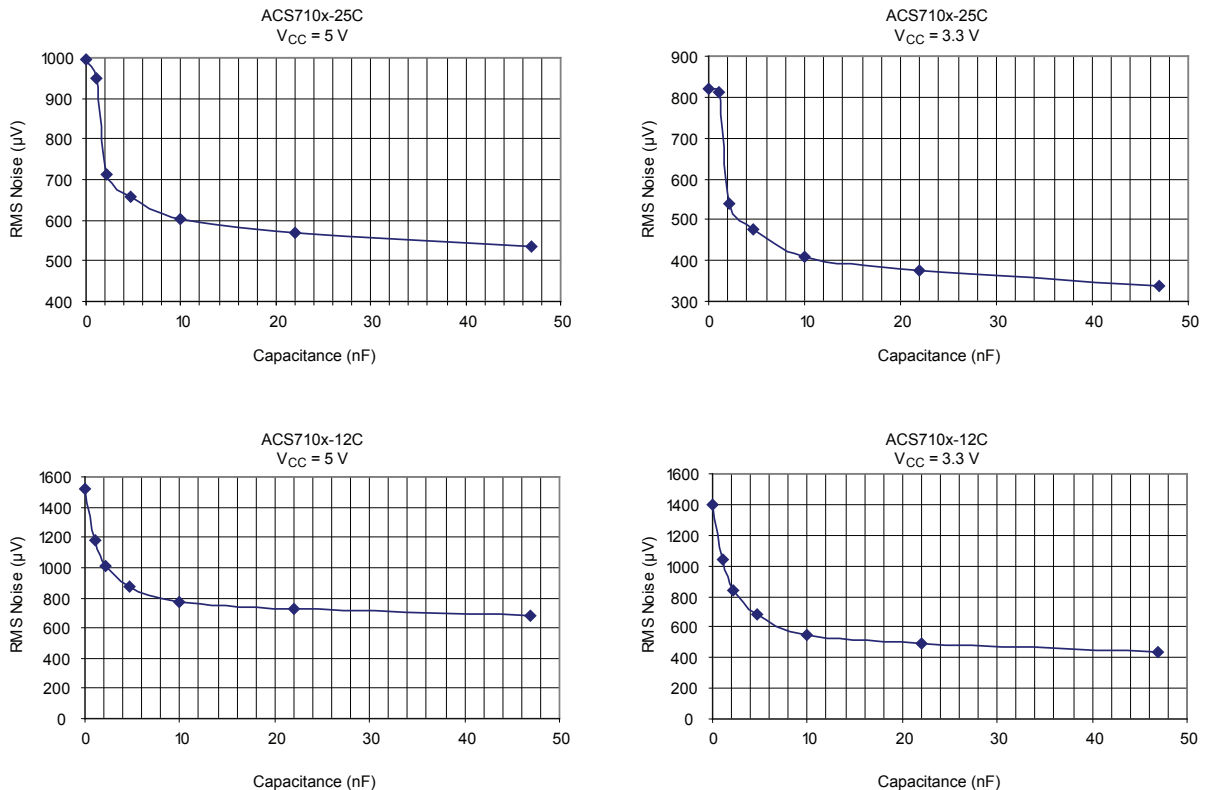 ACS710x-25C
VCC = 5 V
1000
900
800
700
600
500
400
RMS Noise (µV)
0 10 20 30 40 50
Capacitance (nF)
ACS710x-25C
VCC = 3.3 V
900
800
700
600
500
400
300
RMS Noise (µV)
0 10 20 30 40 50
Capacitance (nF)
ACS710x-12C
VCC = 5 V
1600
1400
1200
1000
800
600
400
200
0
RMS Noise (µV)
0 10 20 30 40 50
Capacitance (nF)
ACS710x-12C
VCC = 3.3 V
1600
1400
1200
1000
800
600
400
200
0
RMS Noise (µV)
0 10 20 30 40 50
Capacitance (nF)